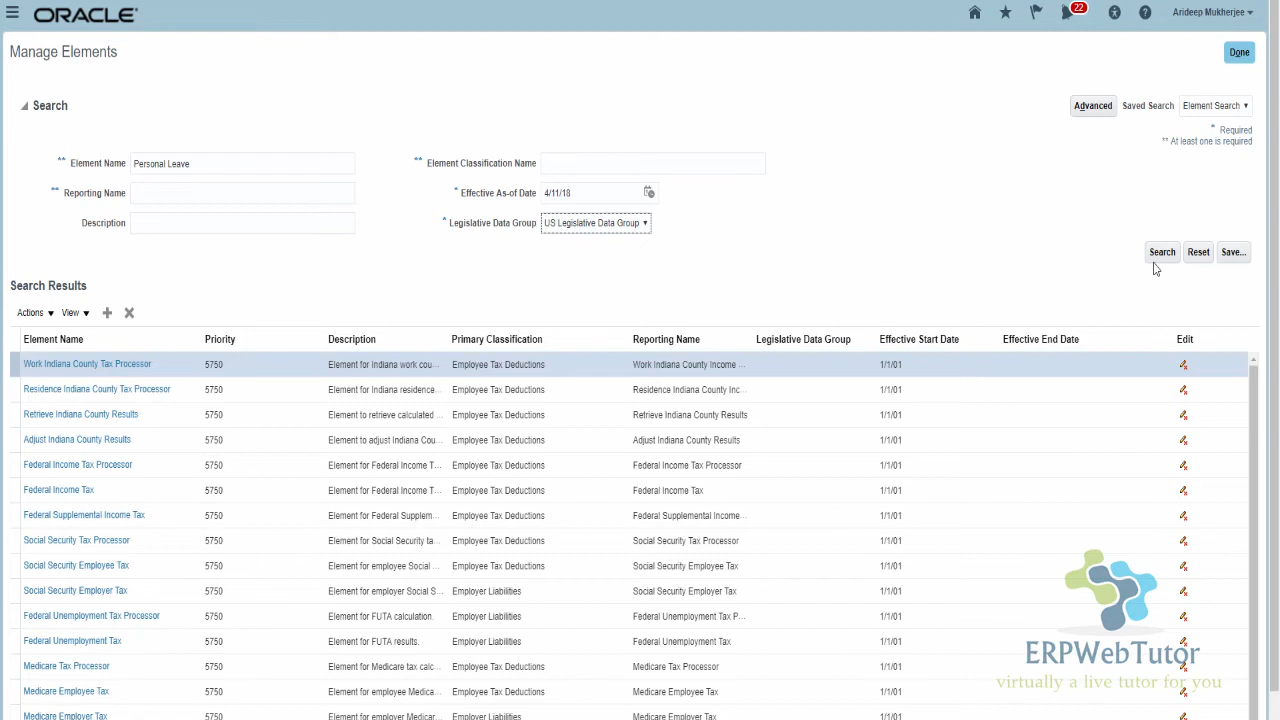 ORACLE
22
Arideep Mukherjee
Manage Elements
Done
Search
Advanced
Saved Search
Element Search
* Required
** At least one is required
** Element Name
Personal Leave
** Element Classification Name
** Reporting Name
* Effective As-of Date
4/11/18
Description
* Legislative Data Group
US Legislative Data Group
Search
Reset
Save...
Search Results
Actions
View
Element Name Priority Description Primary Classification Reporting Name Legislative Data Group Effective Start Date Effective End Date Edit
Work Indiana County Tax Processor 5750 Element for Indiana work cou... Employee Tax Deductions Work Indiana County Income ... 1/1/01
Residence Indiana County Tax Processor 5750 Element for Indiana residence... Employee Tax Deductions Residence Indiana County Inc... 1/1/01
Retrieve Indiana County Results 5750 Element to retrieve calculated ... Employee Tax Deductions Retrieve Indiana County Results 1/1/01
Adjust Indiana County Results 5750 Element to adjust Indiana Cou... Employee Tax Deductions Adjust Indiana County Results 1/1/01
Federal Income Tax Processor 5750 Element for Federal Income T... Employee Tax Deductions Federal Income Tax Processor 1/1/01
Federal Income Tax 5750 Element for Federal Income T... Employee Tax Deductions Federal Income Tax 1/1/01
Federal Supplemental Income Tax 5750 Element for Federal Supplem... Employee Tax Deductions Federal Supplemental Income... 1/1/01
Social Security Tax Processor 5750 Element for Social Security ta... Employee Tax Deductions Social Security Tax Processor 1/1/01
Social Security Employee Tax 5750 Element for employee Social ... Employee Tax Deductions Social Security Employee Tax 1/1/01
Social Security Employer Tax 5750 Element for employer Social S... Employer Liabilities Social Security Employer Tax 1/1/01
Federal Unemployment Tax Processor 5750 Element for FUTA calculation. Employer Liabilities Federal Unemployment Tax P... 1/1/01
Federal Unemployment Tax 5750 Element for FUTA results. Employer Liabilities Federal Unemployment Tax 1/1/01
Medicare Tax Processor 5750 Element for Medicare tax calc... Employee Tax Deductions Medicare Tax Processor 1/1/01
Medicare Employee Tax 5750 Element for employee Medica... Employee Tax Deductions Medicare Employee Tax 1/1/01
Medicare Employer Tax 5750 Element for employer Medicar... Employer Liabilities Medicare Employer Tax 1/1/01
ERPWebTutor
virtually a live tutor for you